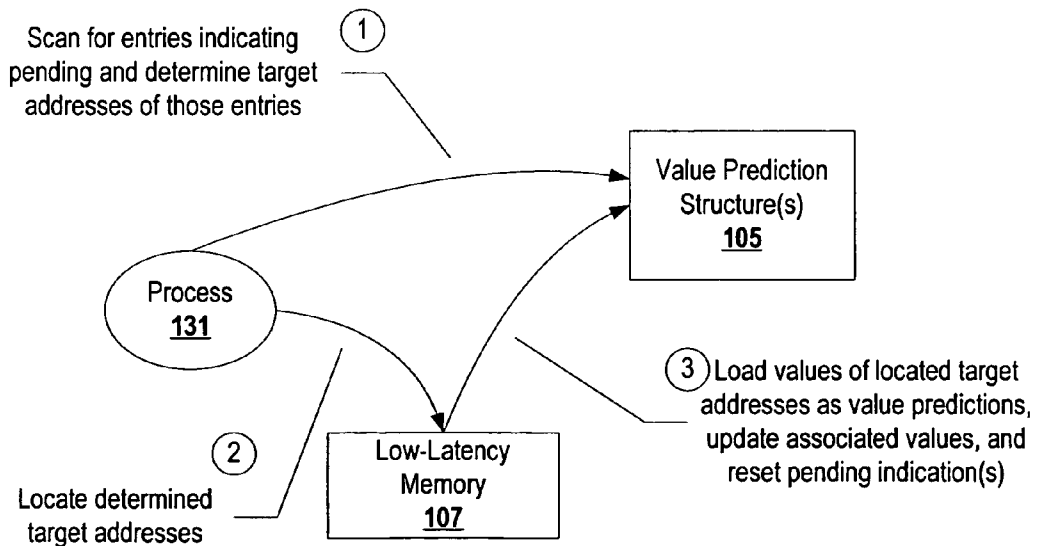 1
Scan for entries indicating
pending and determine target
addresses of those entries
Value Prediction
Structure(s)
105
Process
131
3 Load values of located target
addresses as value predictions,
update associated values, and
reset pending indication(s)
2
Locate determined
target addresses
Low-Latency
Memory
107